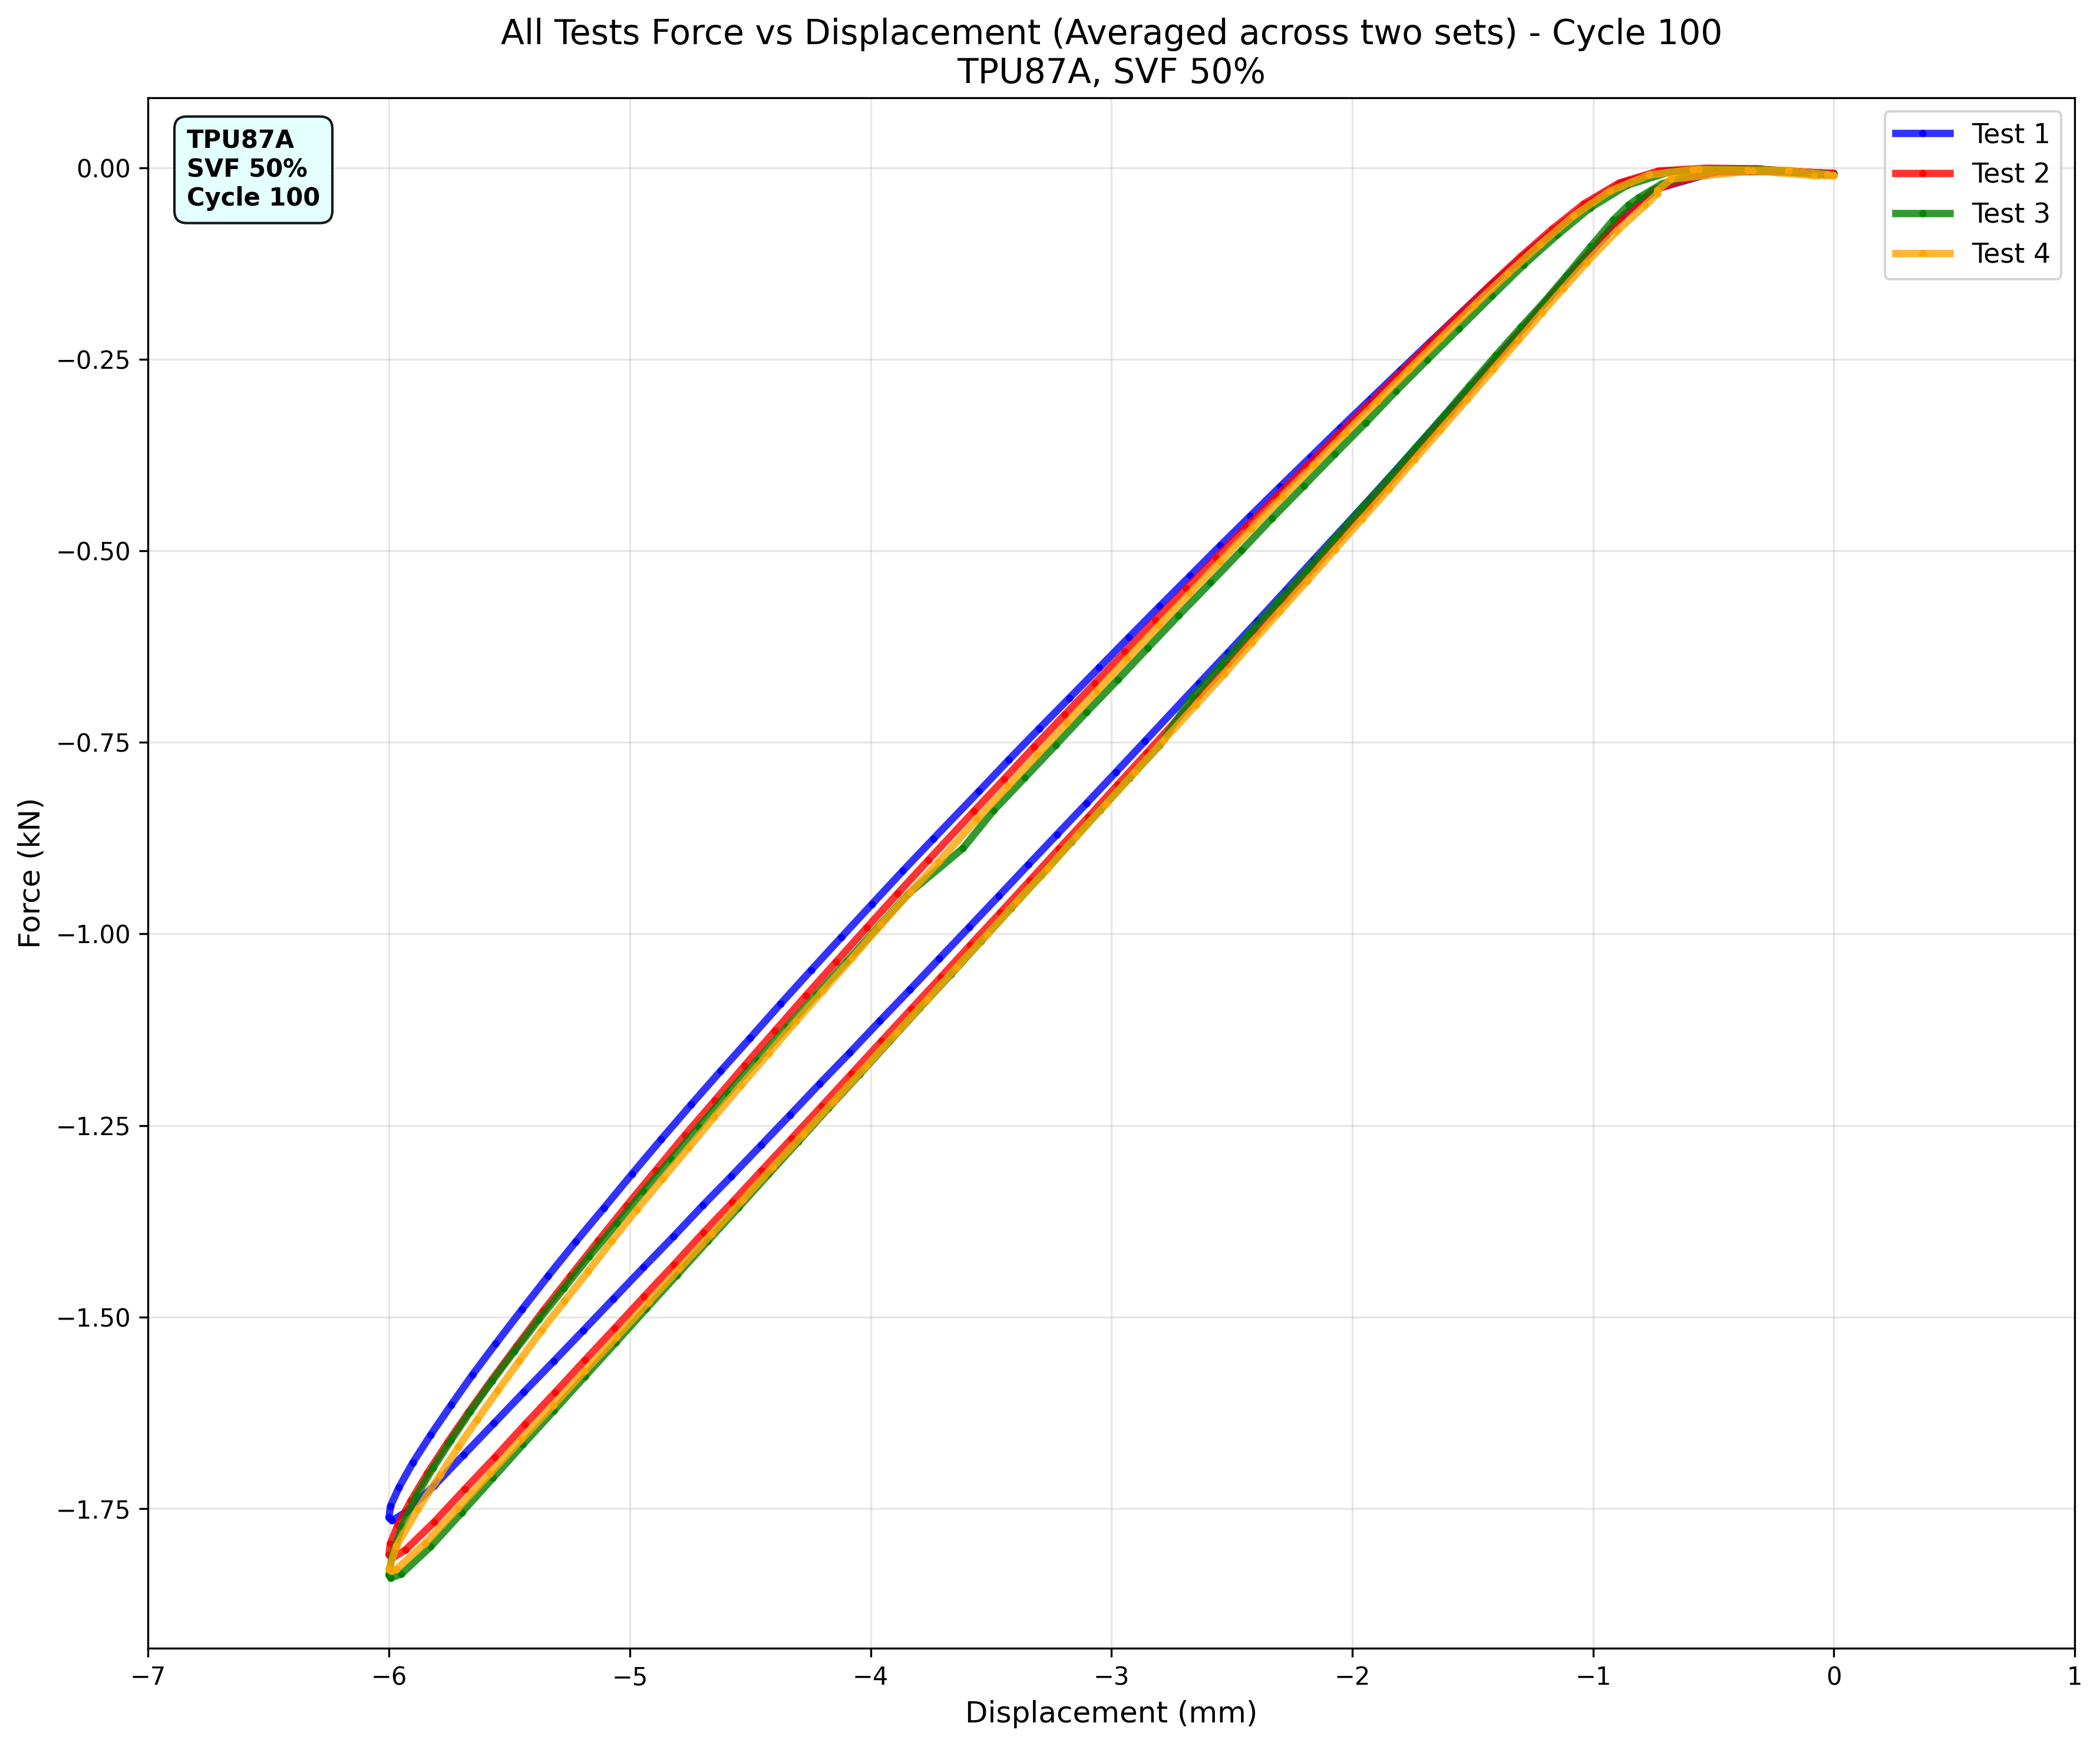 All Tests Force vs Displacement (Averaged across two sets) - Cycle 100
TPU87A, SVF 50%
TPU87A
SVF 50%
Cycle 100
Test 1
Test 2
Test 3
Test 4
0.00
−0.25
−0.50
−0.75
−1.00
−1.25
−1.50
−1.75
Force (kN)
−7
−6
−5
−4
−3
−2
−1
0
1
Displacement (mm)